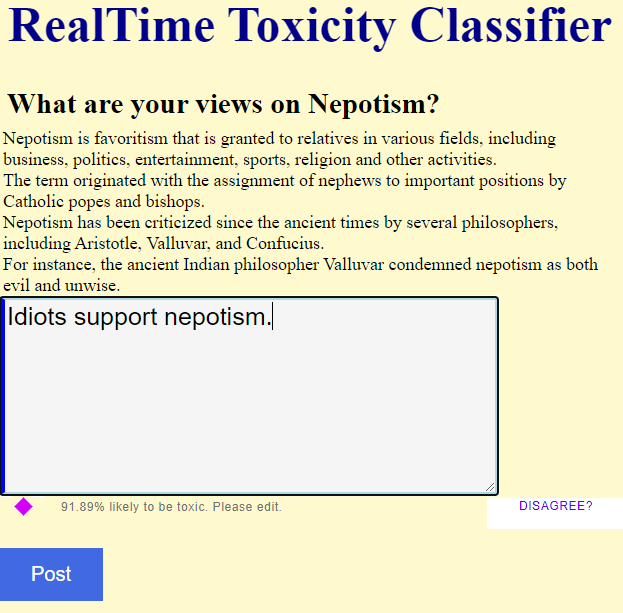 RealTime Toxicity Classifier
What are your views on Nepotism?
Nepotism is favoritism that is granted to relatives in various fields, including
business, politics, entertainment, sports, religion and other activities.
The term originated with the assignment of nephews to important positions by
Catholic popes and bishops.
Nepotism has been criticized since the ancient times by several philosophers,
including Aristotle, Valluvar, and Confucius.
For instance, the ancient Indian philosopher Valluvar condemned nepotism as both
evil and unwise.
Idiots support nepotism.
91.89% likely to be toxic. Please edit.
DISAGREE?
Post